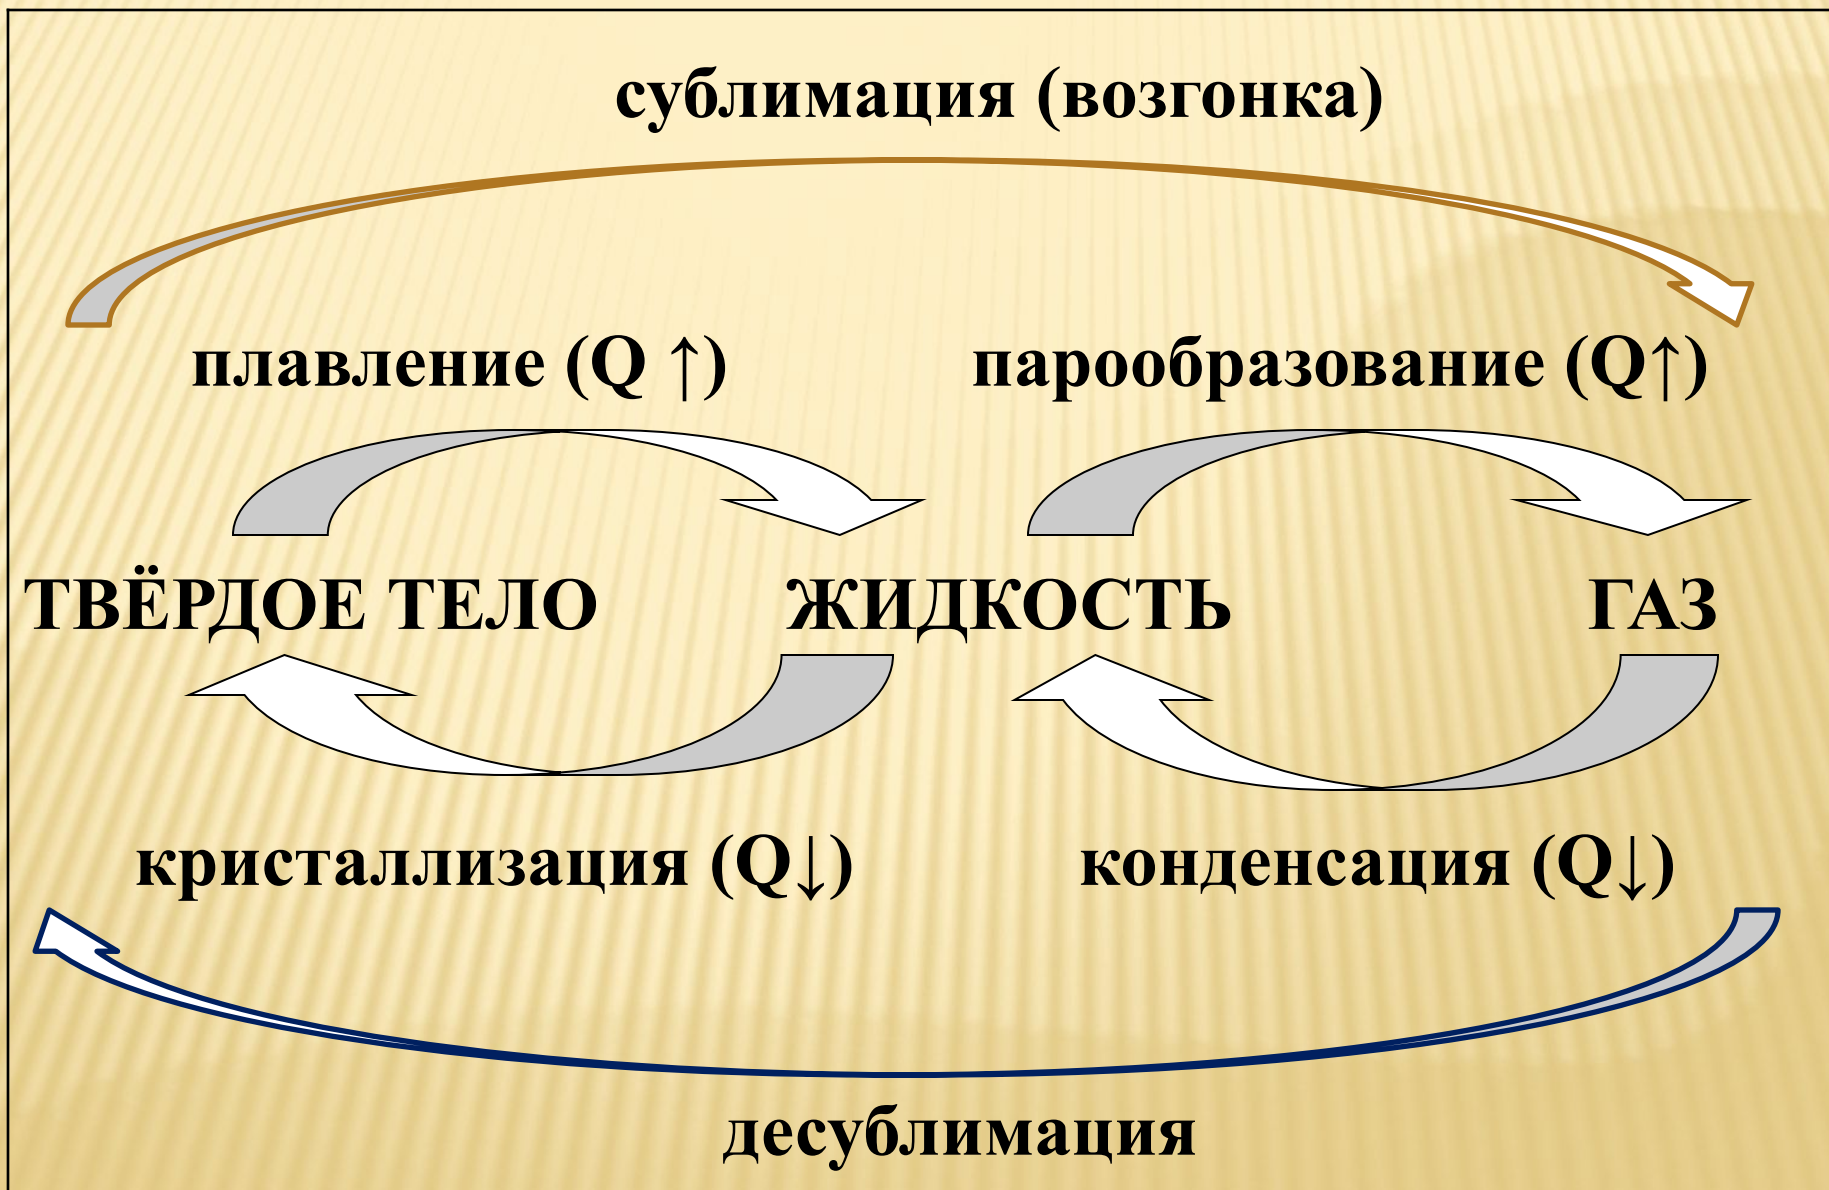 сублимация (возгонка)
плавление (Q ↑) парообразование (Q↑)
ТВЁРДОЕ ТЕЛО ЖИДКОСТЬ ГАЗ
кристаллизация (Q↓) конденсация (Q↓)
десублимация